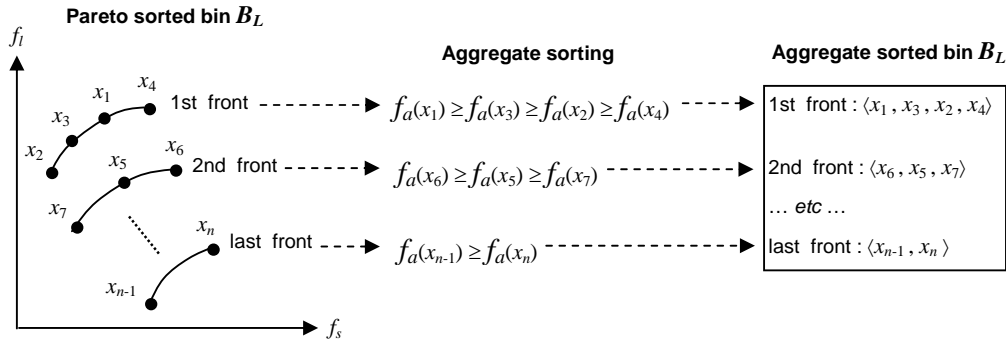 Pareto sorted bin B_L
Aggregate sorting
Aggregate sorted bin B_L
f_l
x_1
x_4
x_3
x_2
1st front
f_a(x_1) ≥ f_a(x_3) ≥ f_a(x_2) ≥ f_a(x_4)
1st front : ⟨x_1 , x_3 , x_2 , x_4⟩
x_5
x_6
x_7
2nd front
f_a(x_6) ≥ f_a(x_5) ≥ f_a(x_7)
2nd front : ⟨x_6 , x_5 , x_7⟩
... etc ...
x_n
x_{n-1}
last front
f_a(x_{n-1}) ≥ f_a(x_n)
last front : ⟨x_{n-1} , x_n ⟩
f_s